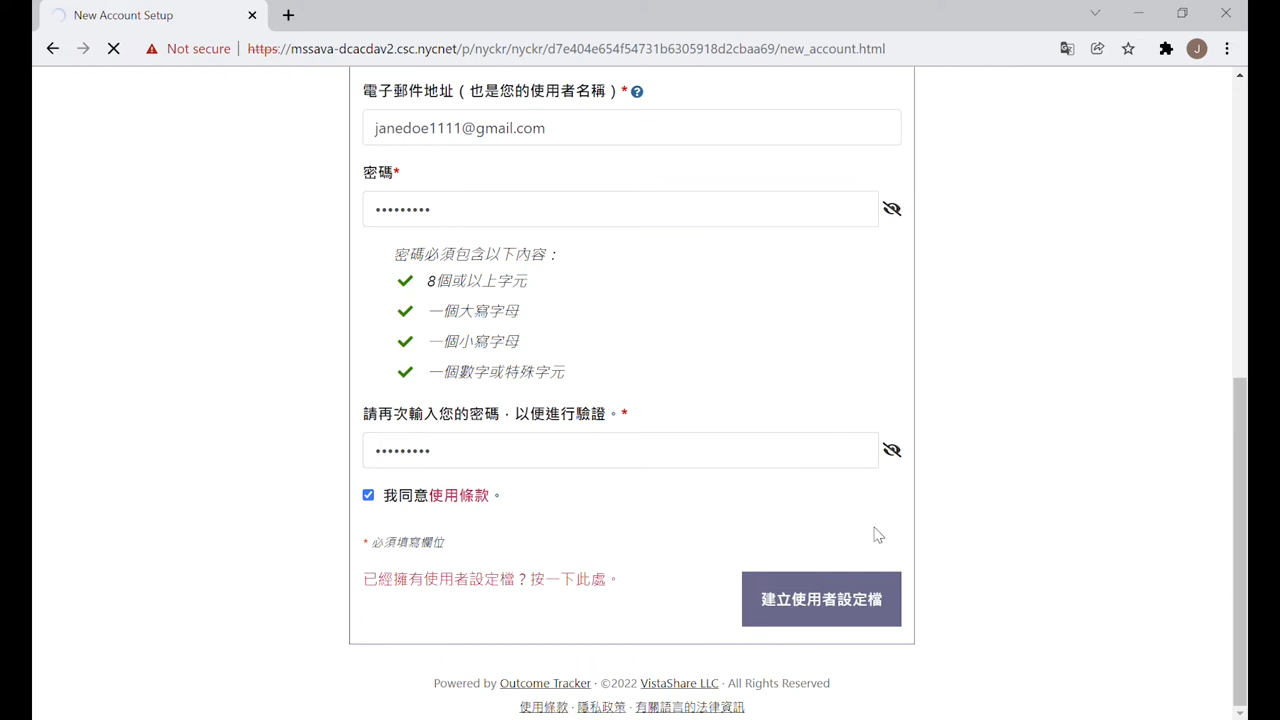 New Account Setup
Not secure | https://mssava-dcacdav2.csc.nycnet/p/nyckr/nyckr/d7e404e654f54731b6305918d2cbaa69/new_account.html
J
電子郵件地址（也是您的使用者名稱）*
janedoe1111@gmail.com
密碼*
•••••••••
密碼必須包含以下內容：
8個或以上字元
一個大寫字母
一個小寫字母
一個數字或特殊字元
請再次輸入您的密碼，以便進行驗證。*
•••••••••
我同意使用條款。
* 必須填寫欄位
已經擁有使用者設定檔？按一下此處。
建立使用者設定檔
Powered by Outcome Tracker · ©2022 VistaShare LLC · All Rights Reserved
使用條款 · 隱私政策 · 有關語言的法律資訊